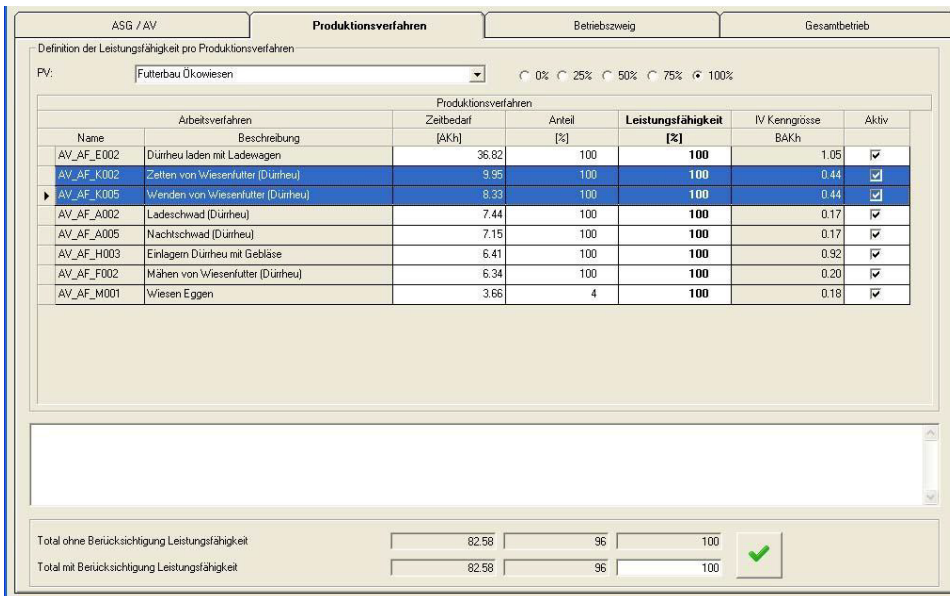 ASG / AV Produktionsverfahren Betriebszweig Gesamtbetrieb
Definition der Leistungsfähigkeit pro Produktionsverfahren
PV: Futterbau Ökowiesen 0% 25% 50% 75% 100%
Produktionsverfahren
Arbeitsverfahren Zeitbedarf Anteil Leistungsfähigkeit IV Kenngrösse Aktiv
Name Beschreibung [AKh] [%] [%] BAKh
AV_AF_E002 Dürrheu laden mit Ladewagen 36.82 100 100 1.05
AV_AF_K002 Zetten von Wiesenfutter (Dürrheu) 9.95 100 100 0.44
AV_AF_K005 Wenden von Wiesenfutter (Dürrheu) 8.33 100 100 0.44
AV_AF_A002 Ladeschwad (Dürrheu) 7.44 100 100 0.17
AV_AF_A005 Nachtschwad (Dürrheu) 7.15 100 100 0.17
AV_AF_H003 Einlagern Dürrheu mit Gebläse 6.41 100 100 0.92
AV_AF_F002 Mähen von Wiesenfutter (Dürrheu) 6.34 100 100 0.20
AV_AF_M001 Wiesen Eggen 3.66 4 100 0.18
Total ohne Berücksichtigung Leistungsfähigkeit 82.58 96 100
Total mit Berücksichtigung Leistungsfähigkeit 82.58 96 100